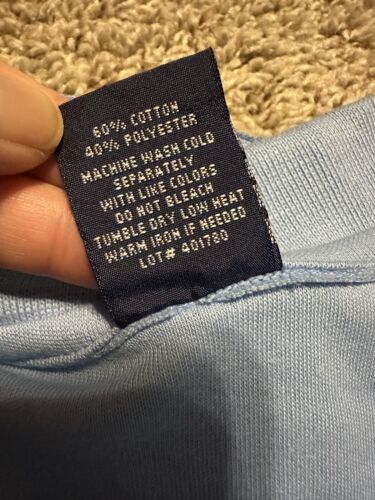 60% COTTON
40% POLYESTER
MACHINE WASH COLD
SEPARATELY
WITH LIKE COLORS
DO NOT BLEACH
TUMBLE DRY LOW HEAT
WARM IRON IF NEEDED
LOT# 401780